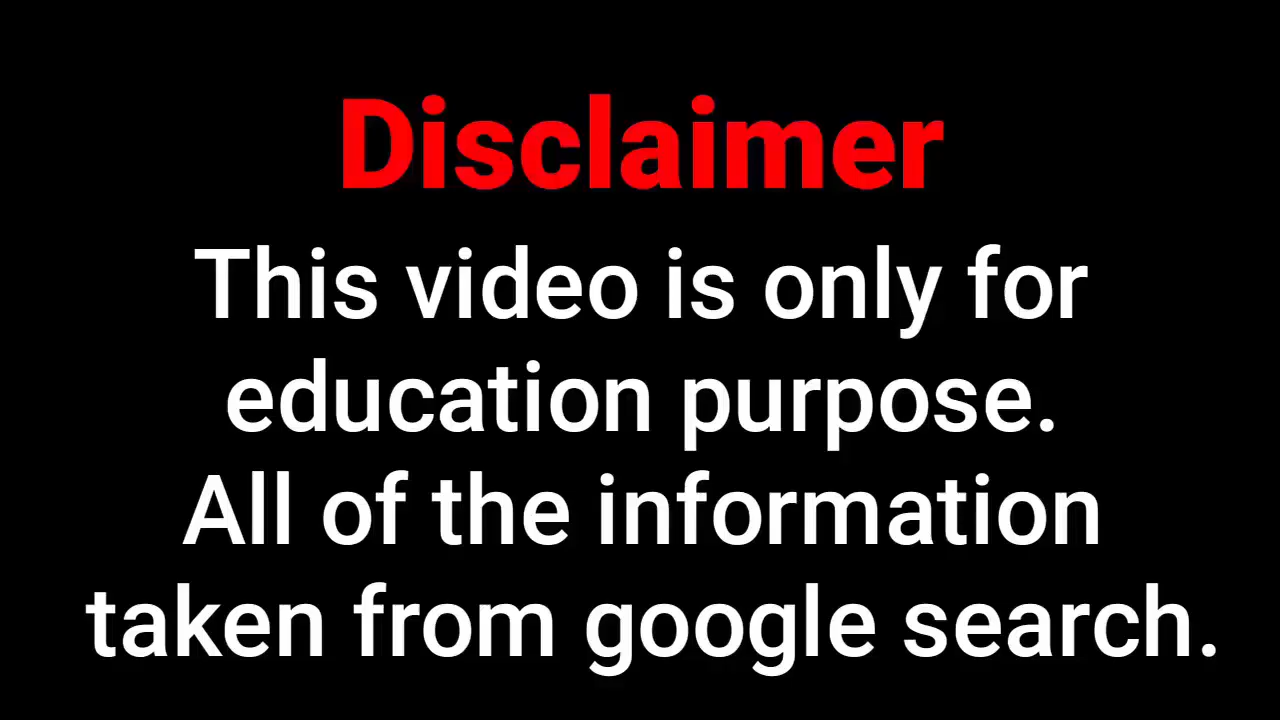 Disclaimer
This video is only for
education purpose.
All of the information
taken from google search.